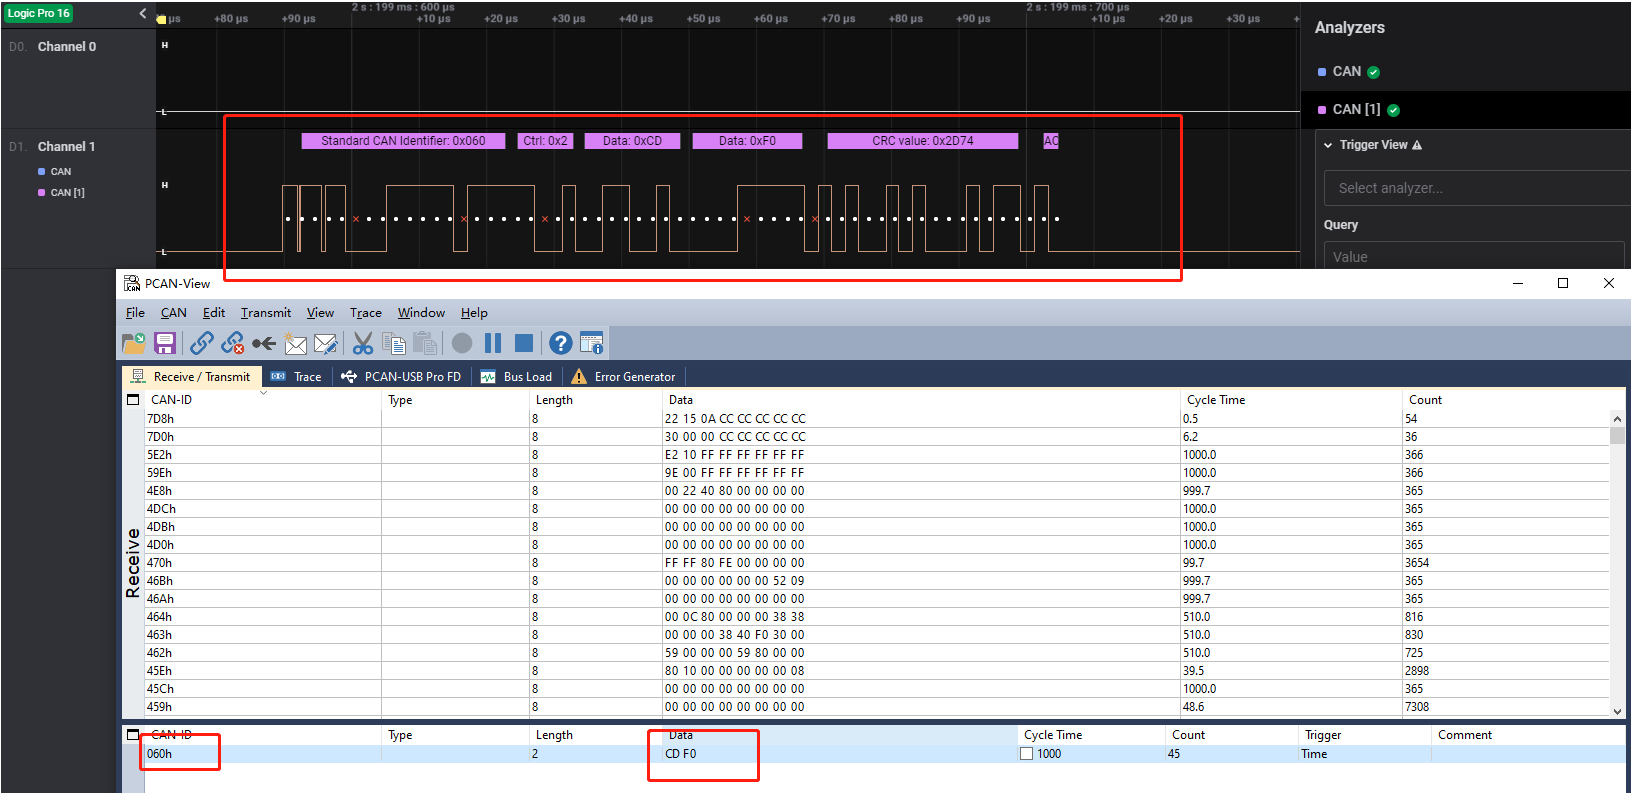 Logic Pro 16
µs +80 µs +90 µs 2 s : 199 ms : 600 µs +10 µs +20 µs +30 µs +40 µs +50 µs +60 µs +70 µs +80 µs +90 µs 2 s : 199 ms : 700 µs +10 µs +20 µs +30 µs +
Analyzers
D0. Channel 0
H
L
CAN
CAN [1]
D1. Channel 1
CAN
CAN [1]
H
L
Standard CAN Identifier: 0x060 Ctrl: 0x2 Data: 0xCD Data: 0xF0 CRC value: 0x2D74 AC
Trigger View
Select analyzer...
Query
Value
PCAN-View
File CAN Edit Transmit View Trace Window Help
Receive / Transmit Trace PCAN-USB Pro FD Bus Load Error Generator
Receive
CAN-ID Type Length Data Cycle Time Count
7D8h 8 22 15 0A CC CC CC CC CC 0.5 54
7D0h 8 30 00 00 CC CC CC CC CC 6.2 36
5E2h 8 E2 10 FF FF FF FF FF FF 1000.0 366
59Eh 8 9E 00 FF FF FF FF FF FF 1000.0 366
4E8h 8 00 22 40 80 00 00 00 00 999.7 365
4DCh 8 00 00 00 00 00 00 00 00 1000.0 365
4DBh 8 00 00 00 00 00 00 00 00 1000.0 365
4D0h 8 00 00 00 00 00 00 00 00 1000.0 365
470h 8 FF FF 80 FE 00 00 00 00 99.7 3654
46Bh 8 00 00 00 00 00 00 52 09 999.7 365
46Ah 8 00 00 00 00 00 00 00 00 999.7 365
464h 8 00 0C 80 00 00 00 38 38 510.0 816
463h 8 00 00 00 38 40 F0 30 00 510.0 830
462h 8 59 00 00 00 59 80 00 00 510.0 725
45Eh 8 80 10 00 00 00 00 00 08 39.5 2898
45Ch 8 00 00 00 00 00 00 00 00 1000.0 365
459h 8 00 00 00 00 00 00 00 00 48.6 7308
CAN-ID Type Length Data Cycle Time Count Trigger Comment
060h 2 CD F0 1000 45 Time